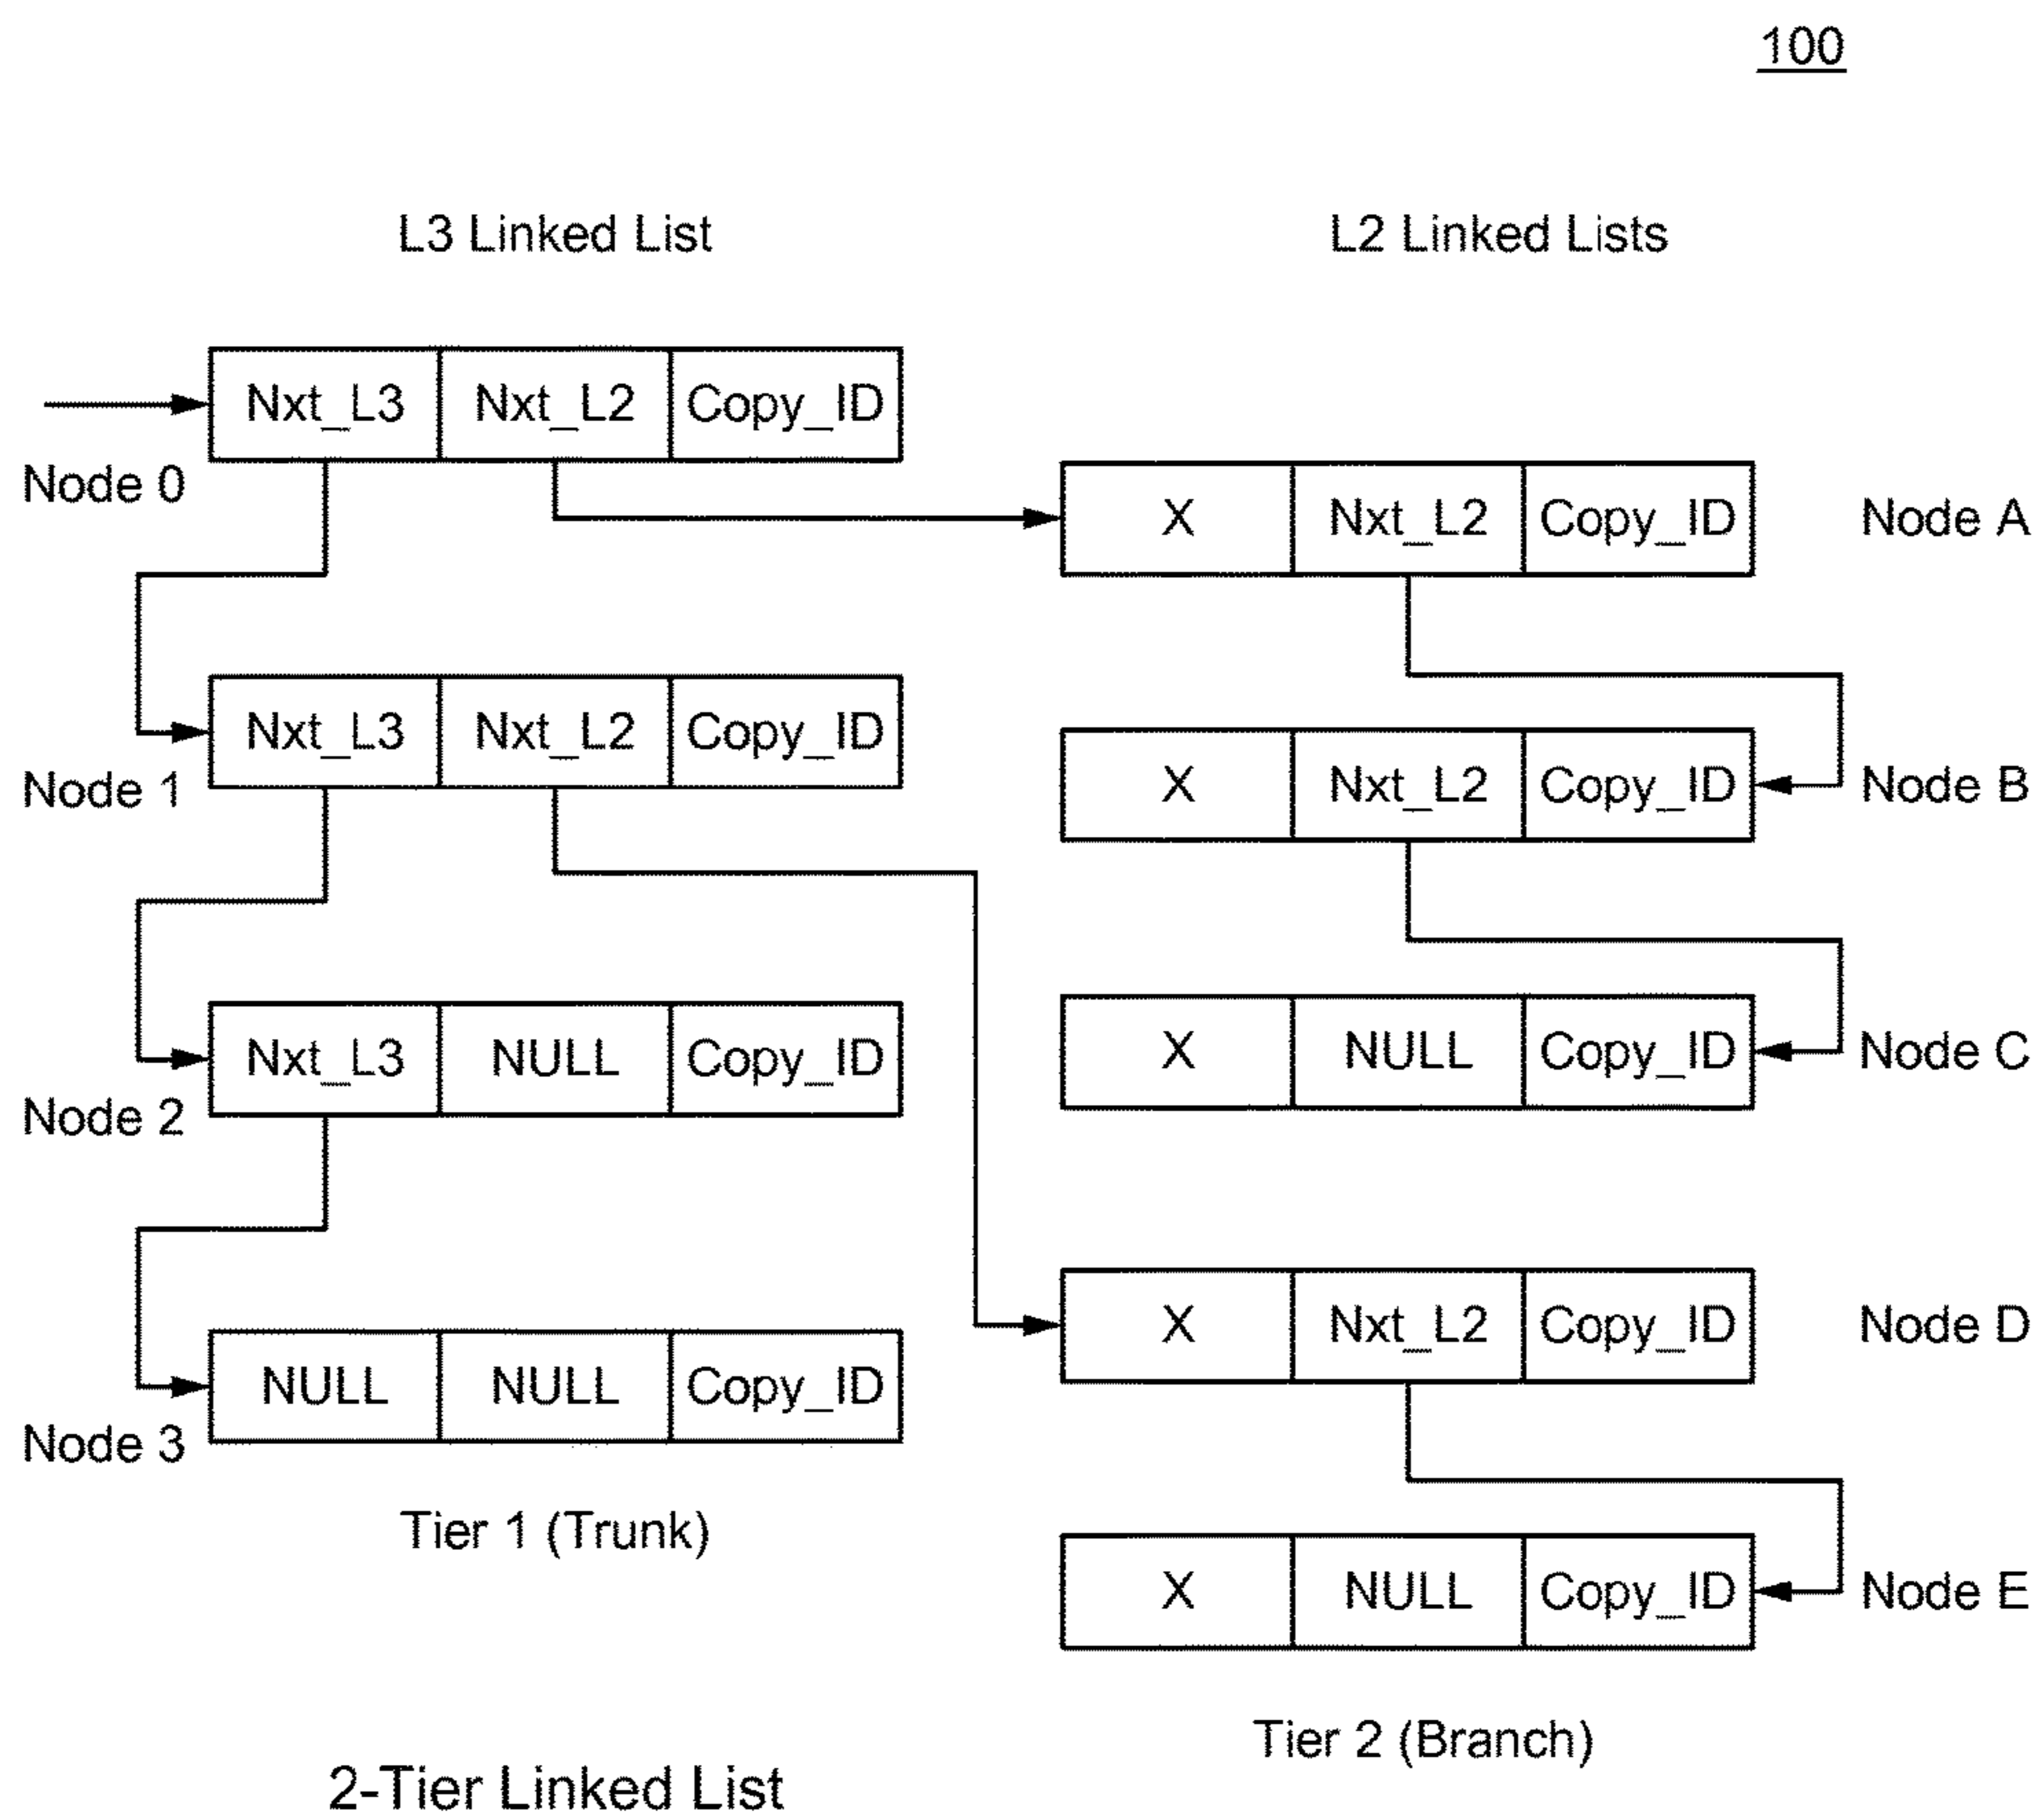 100
L3 Linked List
L2 Linked Lists
Nxt_L3 Nxt_L2 Copy_ID
Node 0
X Nxt_L2 Copy_ID Node A
Nxt_L3 Nxt_L2 Copy_ID
Node 1
X Nxt_L2 Copy_ID Node B
Nxt_L3 NULL Copy_ID
Node 2
X NULL Copy_ID Node C
X Nxt_L2 Copy_ID Node D
NULL NULL Copy_ID
Node 3
Tier 1 (Trunk)
X NULL Copy_ID Node E
Tier 2 (Branch)
2-Tier Linked List